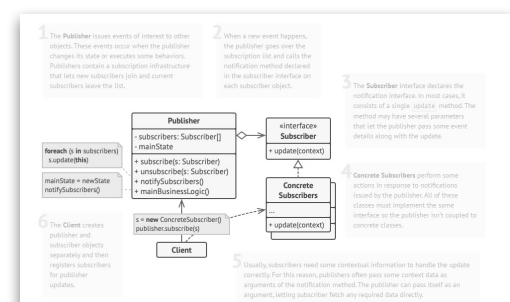 1 The Publisher issues events of interest to other
objects. These events occur when the publisher
changes its state or executes some behaviors.
Publishers contain a subscription infrastructure
that lets new subscribers join and current
subscribers leave the list.
2 When a new event happens,
the publisher goes over the
subscription list and calls the
notification method declared
in the subscriber interface on
each subscriber object.
3 The Subscriber interface declares the
notification interface. In most cases, it
consists of a single update method. The
method may have several parameters
that let the publisher pass some event
details along with the update.
Publisher
- subscribers: Subscriber[]
- mainState
+ subscribe(s: Subscriber)
+ unsubscribe(s: Subscriber)
+ notifySubscribers()
+ mainBusinessLogic()
«interface»
Subscriber
+ update(context)
foreach (s in subscribers)
s.update(this)
mainState = newState
notifySubscribers()
Concrete
Subscribers
...
+ update(context)
4 Concrete Subscribers perform some
actions in response to notifications
issued by the publisher. All of these
classes must implement the same
interface so the publisher isn't coupled to
concrete classes.
s = new ConcreteSubscriber()
publisher.subscribe(s)
Client
6 The Client creates
publisher and
subscriber objects
separately and then
registers subscribers
for publisher
updates.
5 Usually, subscribers need some contextual information to handle the update
correctly. For this reason, publishers often pass some context data as
arguments of the notification method. The publisher can pass itself as an
argument, letting subscriber fetch any required data directly.